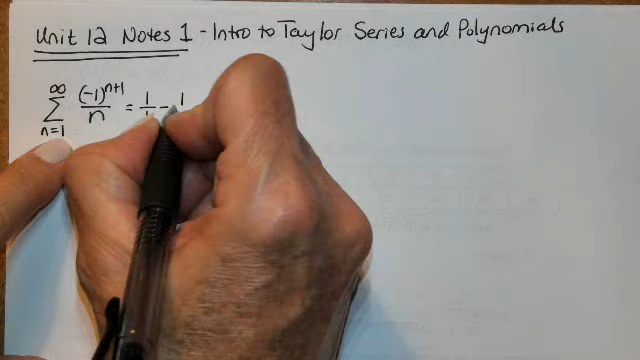 Unit 12 Notes 1 - Intro to Taylor Series and Polynomials
∞ ∑ n=1 (-1)^{n+1}/n = 1/1 - 1